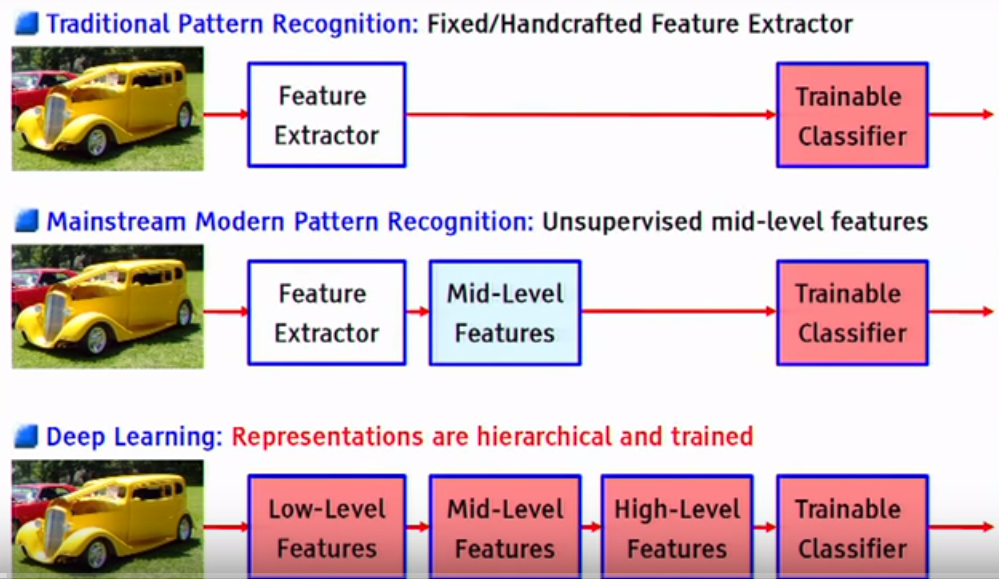 Traditional Pattern Recognition: Fixed/Handcrafted Feature Extractor
Feature
Extractor
Trainable
Classifier
Mainstream Modern Pattern Recognition: Unsupervised mid-level features
Feature
Extractor
Mid-Level
Features
Trainable
Classifier
Deep Learning: Representations are hierarchical and trained
Low-Level
Features
Mid-Level
Features
High-Level
Features
Trainable
Classifier